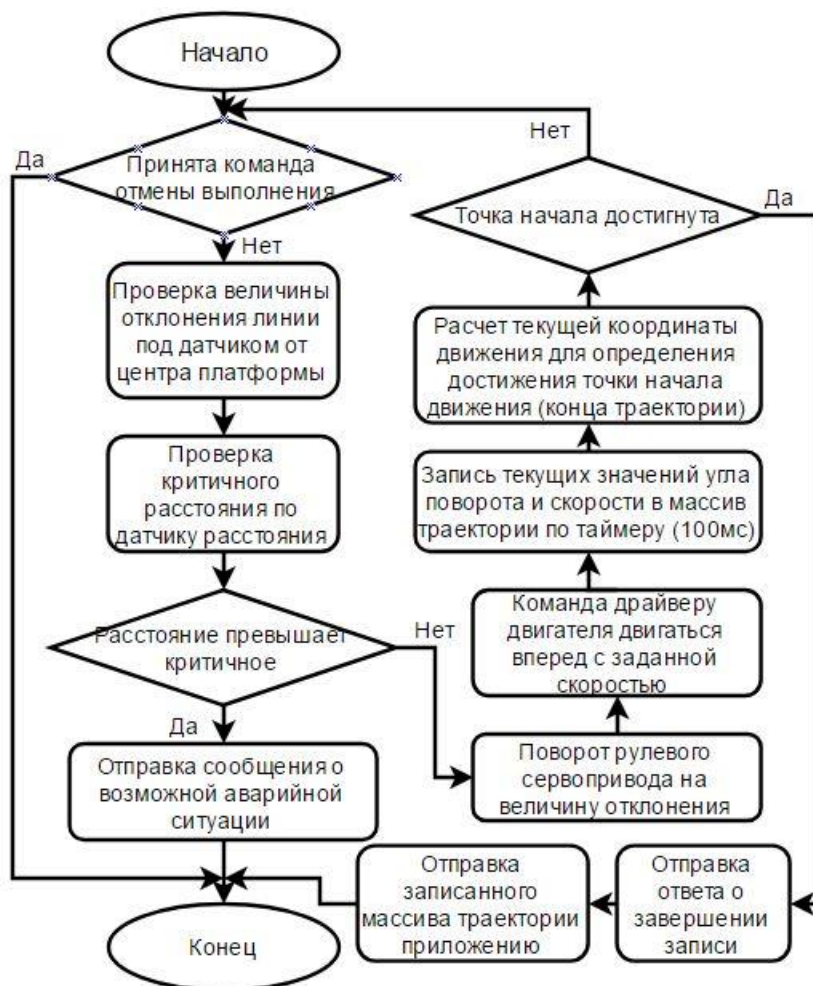 Начало
Да
Принята команда
отмены выполнения
Нет
Проверка величины
отклонения линии
под датчиком от
центра платформы
Проверка
критичного
расстояния по
датчику расстояния
Расстояние превышает
критичное
Нет
Да
Отправка сообщения о
возможной аварийной
ситуации
Конец
Поворот рулевого
сервопривода на
величину отклонения
Команда драйверу
двигателя двигаться
вперед с заданной
скоростью
Запись текущих значений угла
поворота и скорости в массив
траектории по таймеру (100мс)
Расчет текущей координаты
движения для определения
достижения точки начала
движения (конца траектории)
Точка начала достигнута
Нет
Да
Отправка
ответа о
завершении
записи
Отправка
записанного
массива траектории
приложению